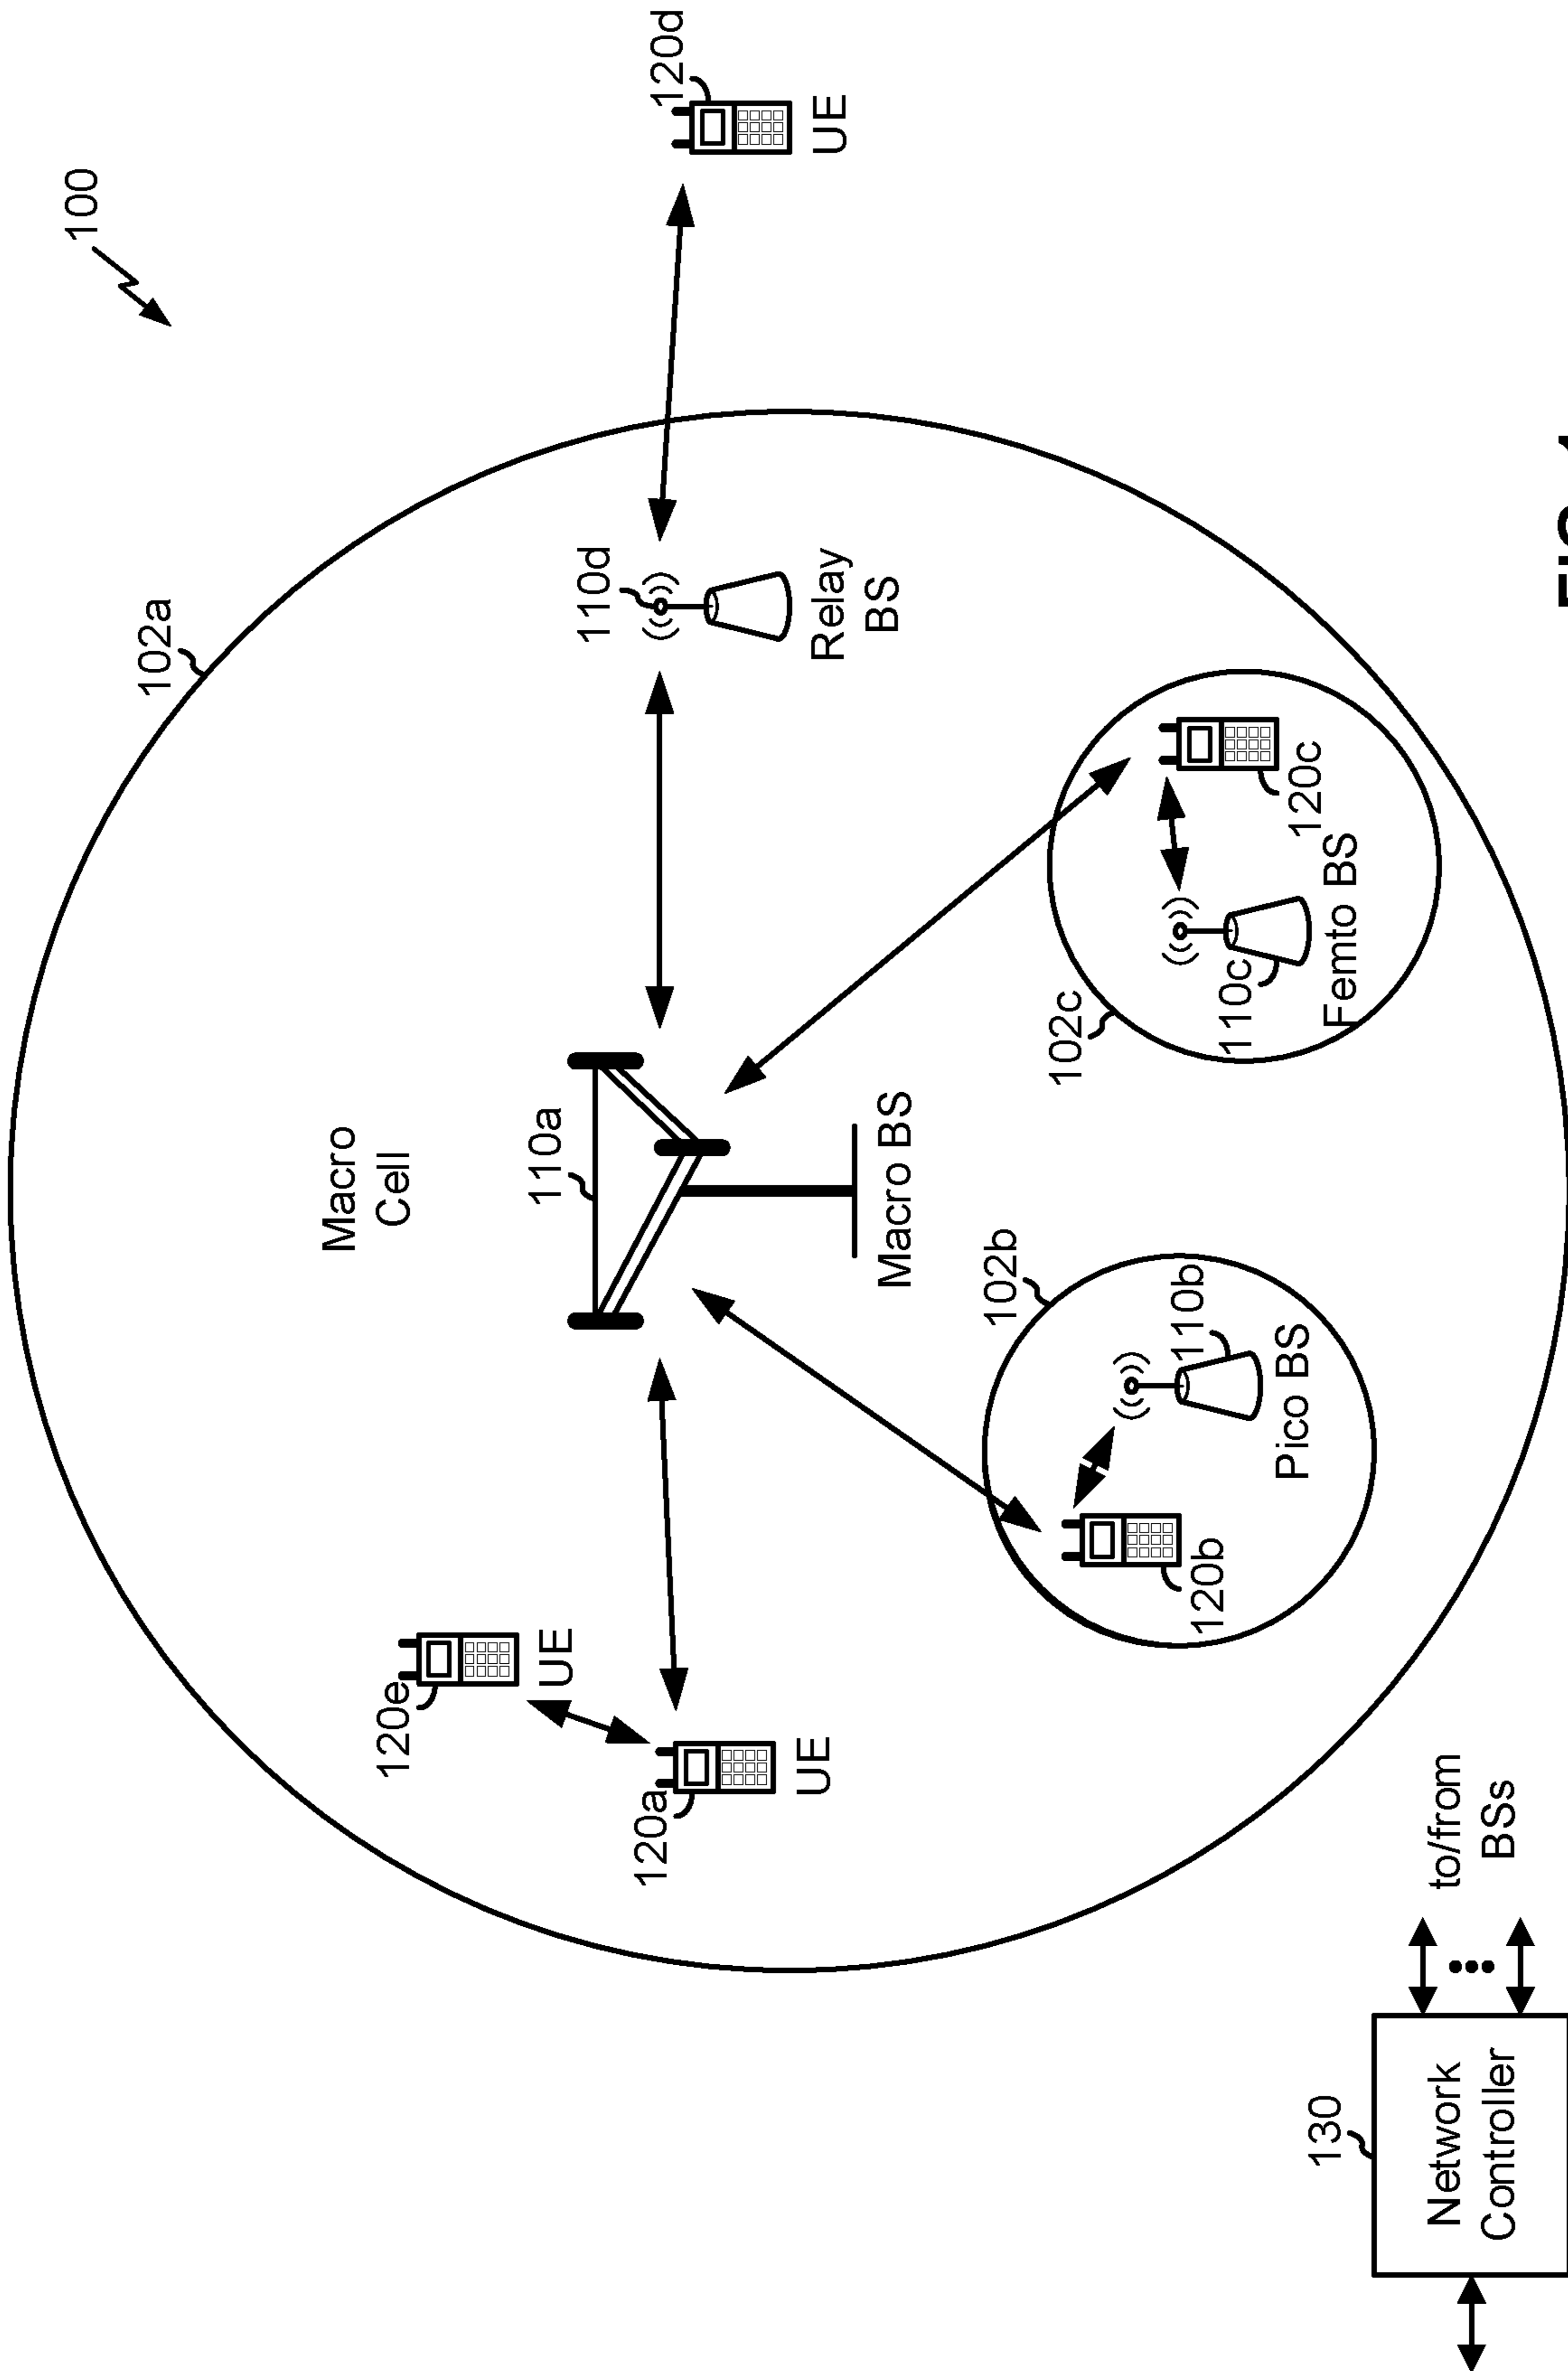 100
102a
Macro
Cell
120e
110a
UE
110d
120a
120d
UE
Relay
BS
UE
Macro BS
102b
102c
110b
120b
110c
Pico BS
120c
130
Femto BS
Network
Controller
to/from
BSs